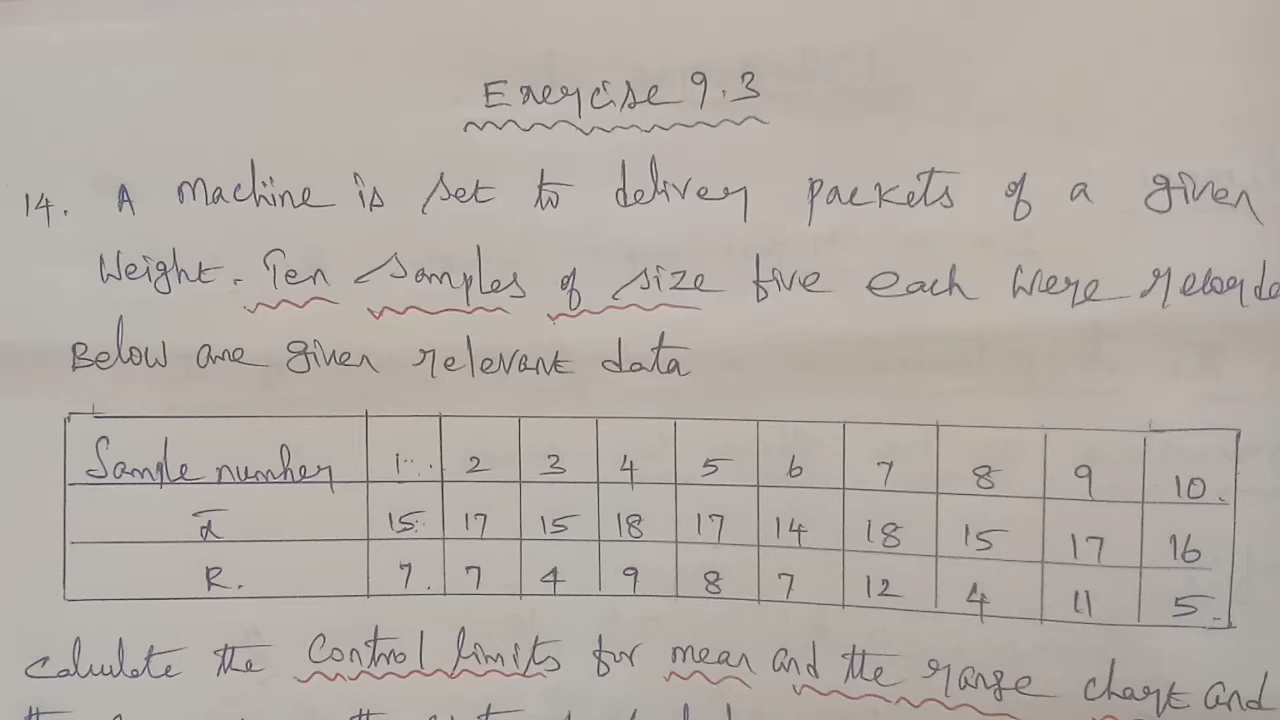 Exercise 9.3
14. A machine is set to deliver packets of a given
Weight. Ten samples of size five each were recorde
Below are given relevant data
Sample number 1 2 3 4 5 6 7 8 9 10.
x̄ 15 17 15 18 17 14 18 15 17 16
R. 7. 7 4 9 8 7 12 4 11 5.
calculate the control limits for mean and the range chart and